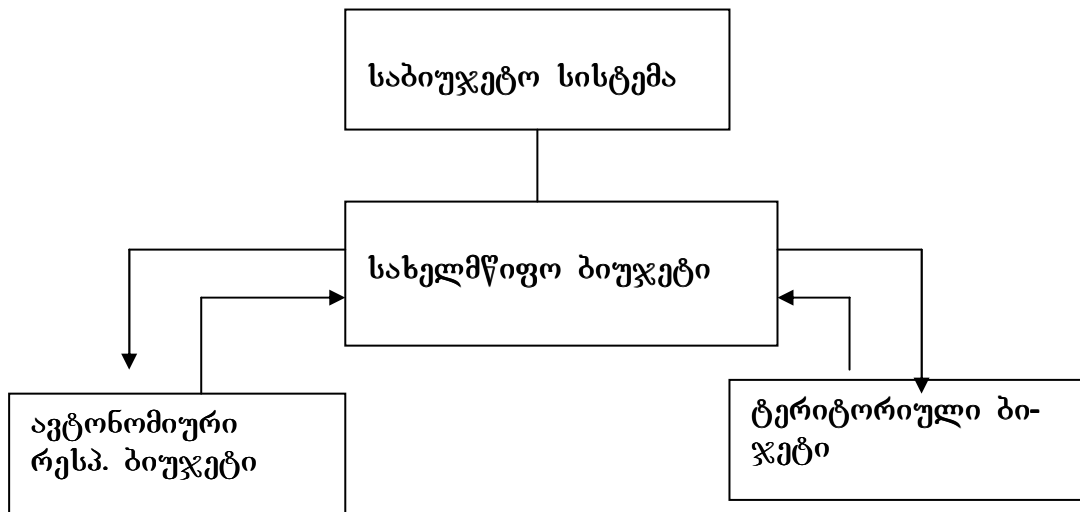 საბიუჯეტო სისტემა
სახელმწიფო ბიუჯეტი
ავტონომიური
რესპ. ბიუჯეტი
ტერიტორიული ბი-
ჯეტი